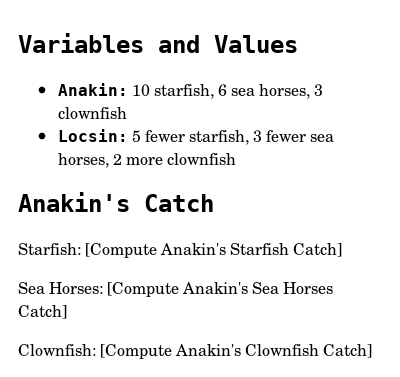 Variables and Values
Anakin: 10 starfish, 6 sea horses, 3
clownfish
Locsin: 5 fewer starfish, 3 fewer sea
horses, 2 more clownfish
Anakin's Catch
Starfish: [Compute Anakin's Starfish Catch]
Sea Horses: [Compute Anakin's Sea Horses
Catch]
Clownfish: [Compute Anakin's Clownfish Catch]